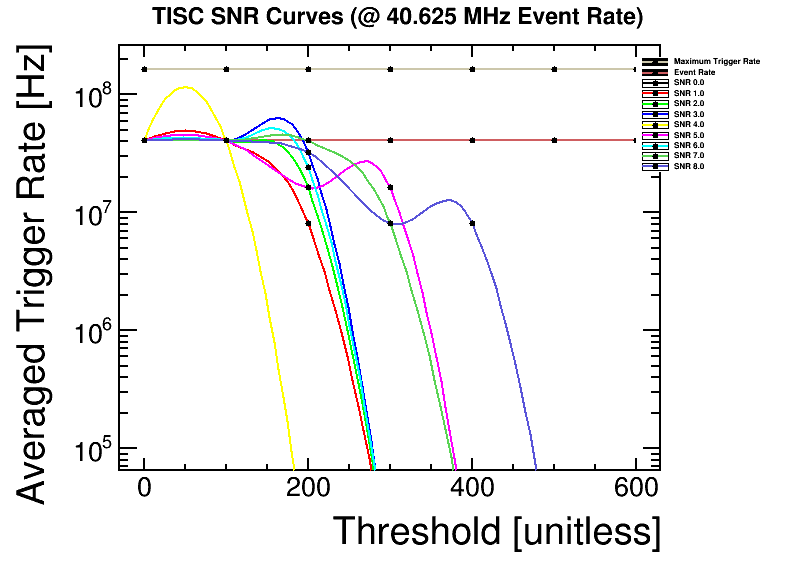 TISC SNR Curves (@ 40.625 MHz Event Rate)
Averaged Trigger Rate [Hz]
10^8
10^7
10^6
10^5
0
200
400
600
Threshold [unitless]
Maximum Trigger Rate
Event Rate
SNR 0.0
SNR 1.0
SNR 2.0
SNR 3.0
SNR 4.0
SNR 5.0
SNR 6.0
SNR 7.0
SNR 8.0